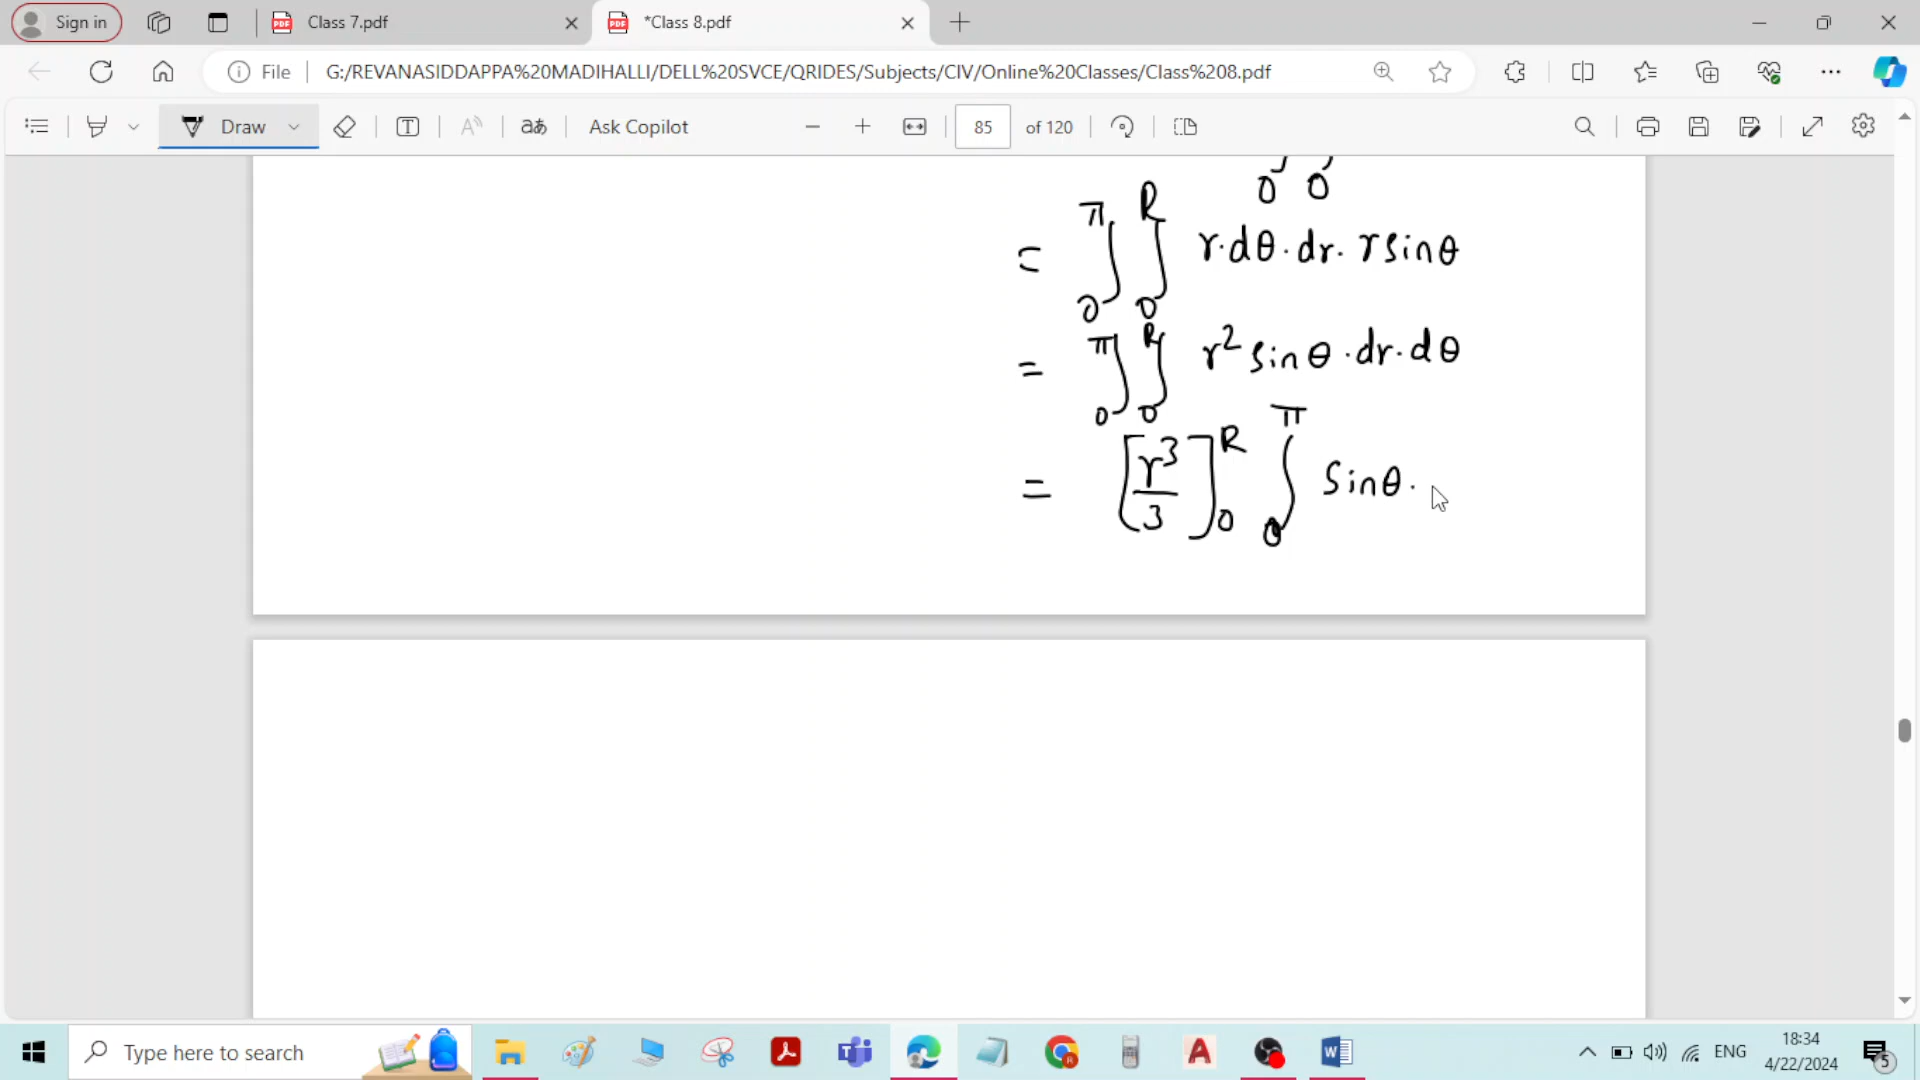 Sign in
Class 7.pdf
*Class 8.pdf
File
G:/REVANASIDDAPPA%20MADIHALLI/DELL%20SVCE/QRIDES/Subjects/CIV/Online%20Classes/Class%208.pdf
Draw
Ask Copilot
85 of 120
0 0
= ∫₀^π ∫₀^R r·dθ·dr· r sinθ
= ∫₀^π ∫₀^R r² sinθ·dr·dθ
= [r³/3]₀^R ∫₀^π Sinθ·
Type here to search
ENG
18:34
4/22/2024
5